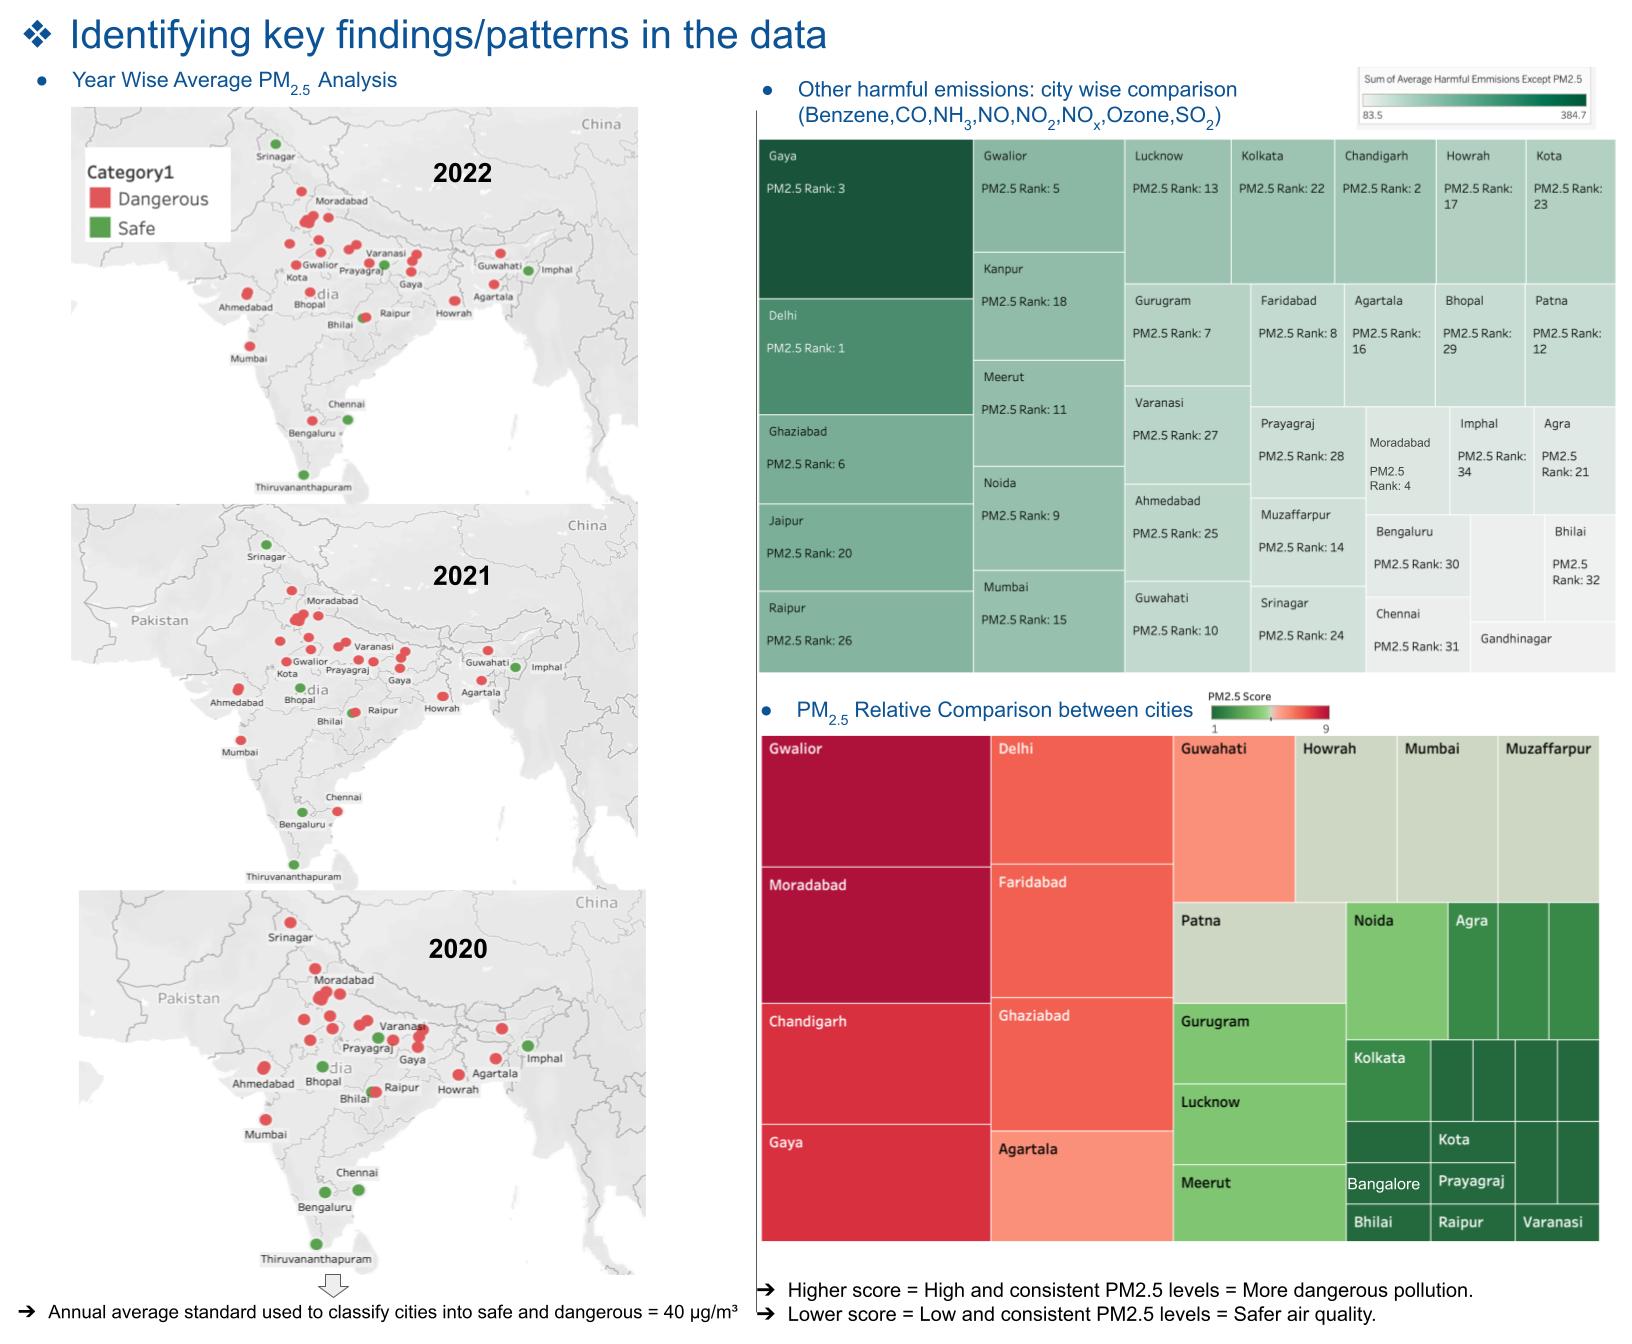 ❖ Identifying key findings/patterns in the data
● Year Wise Average PM2.5 Analysis
China
Srinagar
2022
Category1
Dangerous
Safe
Moradabad
Varanasi
Gwalior
Prayagraj
Guwahati
Imphal
Kota
Gaya
dia
Ahmedabad
Bhopal
Agartala
Bhilai
Raipur
Howrah
Mumbai
Chennai
Bengaluru
Thiruvananthapuram
China
Srinagar
2021
Moradabad
Pakistan
Varanasi
Gwalior
Prayagraj
Guwahati
Imphal
Kota
Gaya
dia
Ahmedabad
Bhopal
Agartala
Bhilai
Raipur
Howrah
Mumbai
Chennai
Bengaluru
Thiruvananthapuram
China
Srinagar
2020
Moradabad
Pakistan
Varanasi
Prayagraj
Gaya
Imphal
dia
Ahmedabad
Bhopal
Agartala
Bhilai
Raipur
Howrah
Mumbai
Chennai
Bengaluru
Thiruvananthapuram
➔ Annual average standard used to classify cities into safe and dangerous = 40 µg/m³
● Other harmful emissions: city wise comparison
(Benzene,CO,NH3,NO,NO2,NOx,Ozone,SO2)
Sum of Average Harmful Emmisions Except PM2.5
83.5 384.7
Gaya
PM2.5 Rank: 3
Delhi
PM2.5 Rank: 1
Ghaziabad
PM2.5 Rank: 6
Jaipur
PM2.5 Rank: 20
Raipur
PM2.5 Rank: 26
Gwalior
PM2.5 Rank: 5
Kanpur
PM2.5 Rank: 18
Meerut
PM2.5 Rank: 11
Noida
PM2.5 Rank: 9
Mumbai
PM2.5 Rank: 15
Lucknow
PM2.5 Rank: 13
Kolkata
PM2.5 Rank: 22
Chandigarh
PM2.5 Rank: 2
Howrah
PM2.5 Rank:
17
Kota
PM2.5 Rank:
23
Gurugram
PM2.5 Rank: 7
Varanasi
PM2.5 Rank: 27
Ahmedabad
PM2.5 Rank: 25
Guwahati
PM2.5 Rank: 10
Faridabad
PM2.5 Rank: 8
Agartala
PM2.5 Rank:
16
Bhopal
PM2.5 Rank:
29
Patna
PM2.5 Rank:
12
Prayagraj
PM2.5 Rank: 28
Muzaffarpur
PM2.5 Rank: 14
Srinagar
PM2.5 Rank: 24
Moradabad
PM2.5
Rank: 4
Imphal
PM2.5 Rank:
34
Agra
PM2.5
Rank: 21
Bengaluru
PM2.5 Rank: 30
Chennai
PM2.5 Rank: 31
Bhilai
PM2.5
Rank: 32
Gandhinagar
● PM2.5 Relative Comparison between cities
PM2.5 Score
1 9
Gwalior
Moradabad
Chandigarh
Gaya
Delhi
Faridabad
Ghaziabad
Agartala
Guwahati
Howrah
Mumbai
Muzaffarpur
Patna
Gurugram
Lucknow
Meerut
Noida
Agra
Kolkata
Kota
Bangalore
Prayagraj
Bhilai
Raipur
Varanasi
➔ Higher score = High and consistent PM2.5 levels = More dangerous pollution.
➔ Lower score = Low and consistent PM2.5 levels = Safer air quality.